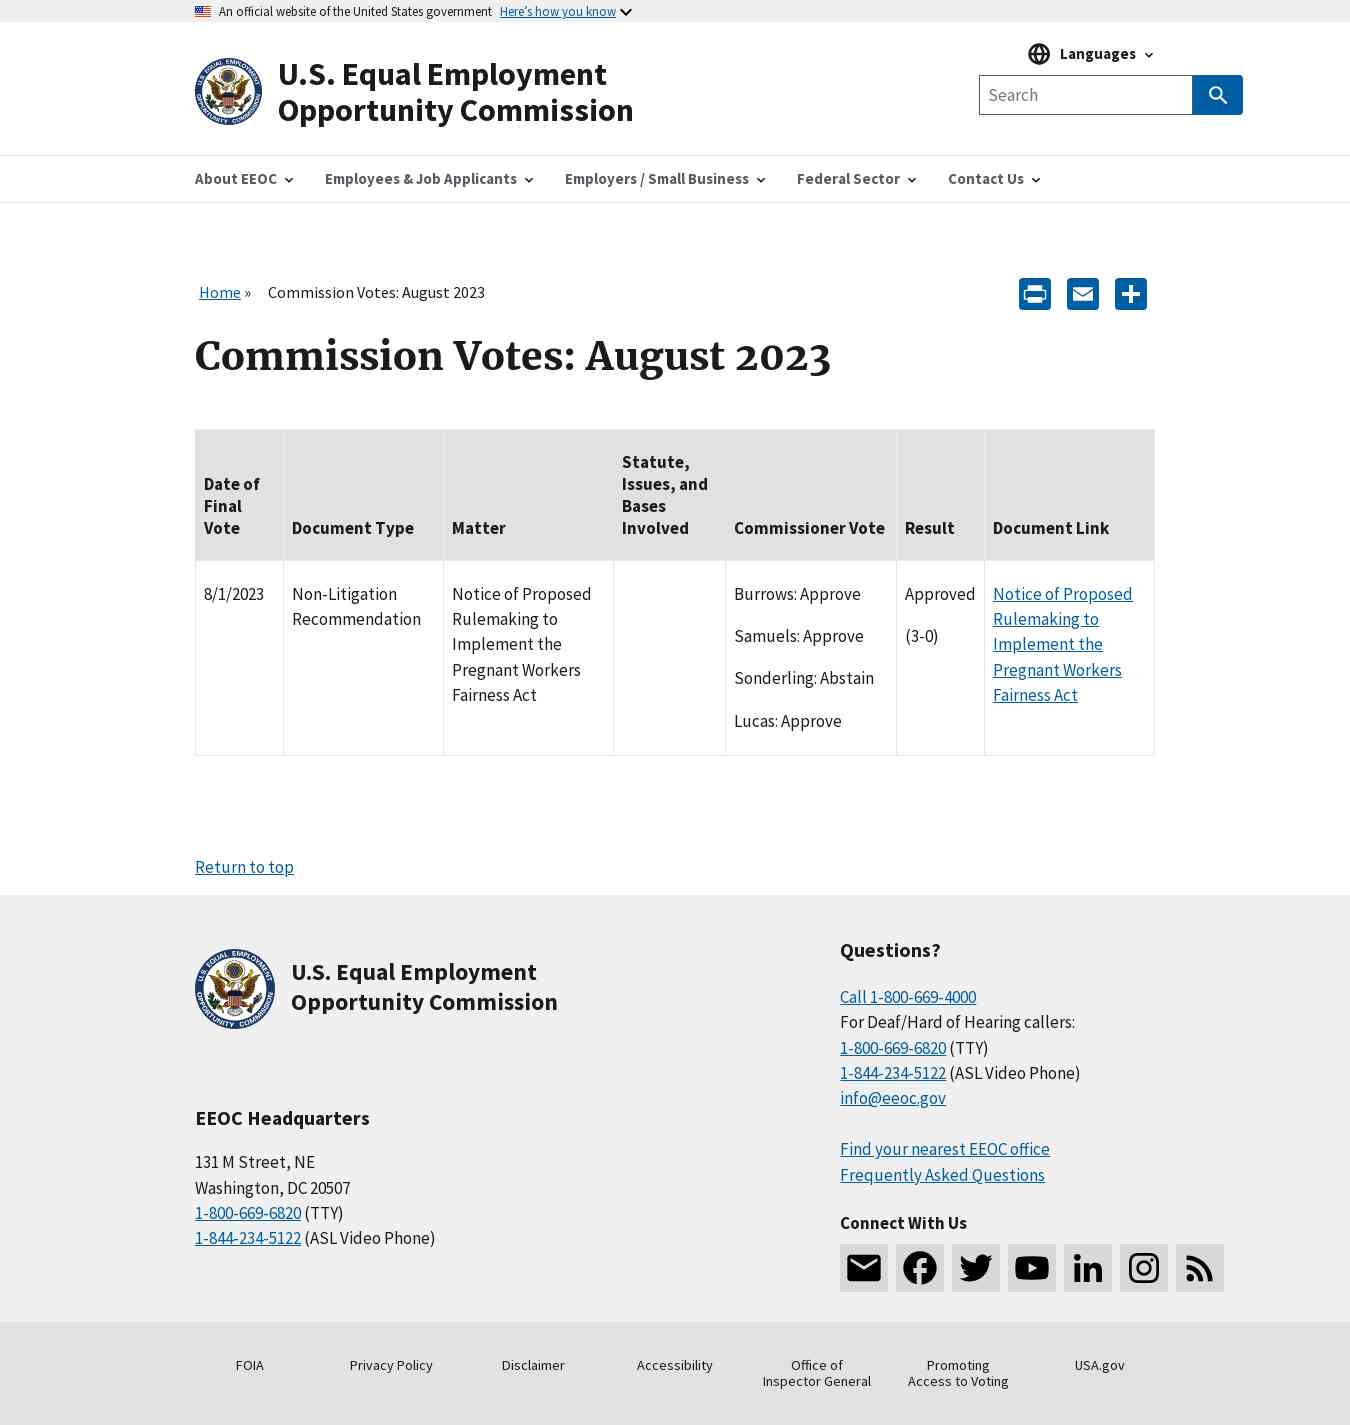 An official website of the United States government Here’s how you know
Languages
U.S. Equal Employment
Opportunity Commission
Search
About EEOC Employees & Job Applicants Employers / Small Business Federal Sector Contact Us
Home » Commission Votes: August 2023
Commission Votes: August 2023
Date of
Final
Vote
Document Type
Matter
Statute,
Issues, and
Bases
Involved
Commissioner Vote
Result
Document Link
8/1/2023
Non-Litigation
Recommendation
Notice of Proposed
Rulemaking to
Implement the
Pregnant Workers
Fairness Act
Burrows: Approve
Samuels: Approve
Sonderling: Abstain
Lucas: Approve
Approved
(3-0)
Notice of Proposed
Rulemaking to
Implement the
Pregnant Workers
Fairness Act
Return to top
U.S. Equal Employment
Opportunity Commission
EEOC Headquarters
131 M Street, NE
Washington, DC 20507
1-800-669-6820 (TTY)
1-844-234-5122 (ASL Video Phone)
Questions?
Call 1-800-669-4000
For Deaf/Hard of Hearing callers:
1-800-669-6820 (TTY)
1-844-234-5122 (ASL Video Phone)
info@eeoc.gov
Find your nearest EEOC office
Frequently Asked Questions
Connect With Us
FOIA
Privacy Policy
Disclaimer
Accessibility
Office of
Inspector General
Promoting
Access to Voting
USA.gov